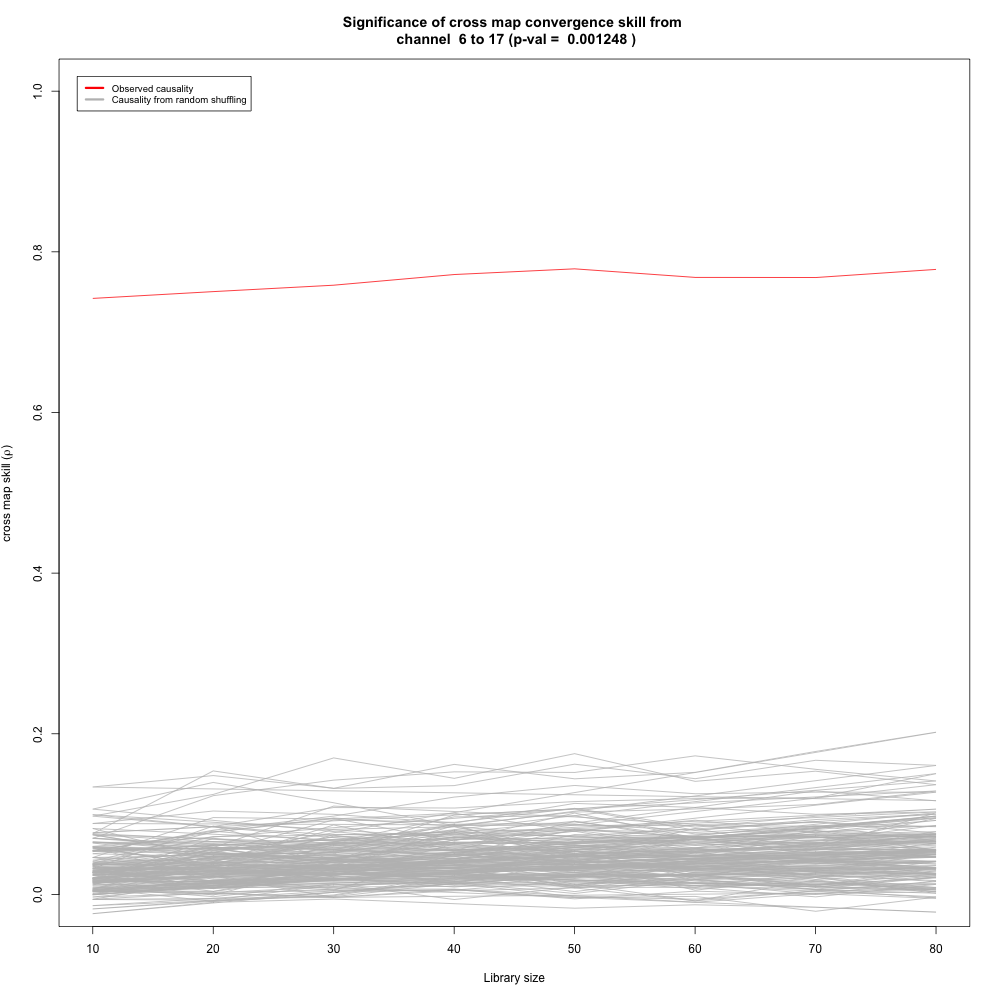 Significance of cross map convergence skill from
channel  6 to 17 (p-val =  0.001248 )
Observed causality
Causality from random shuffling
1.0
0.8
0.6
0.4
0.2
0.0
cross map skill (ρ)
10 20 30 40 50 60 70 80
Library size